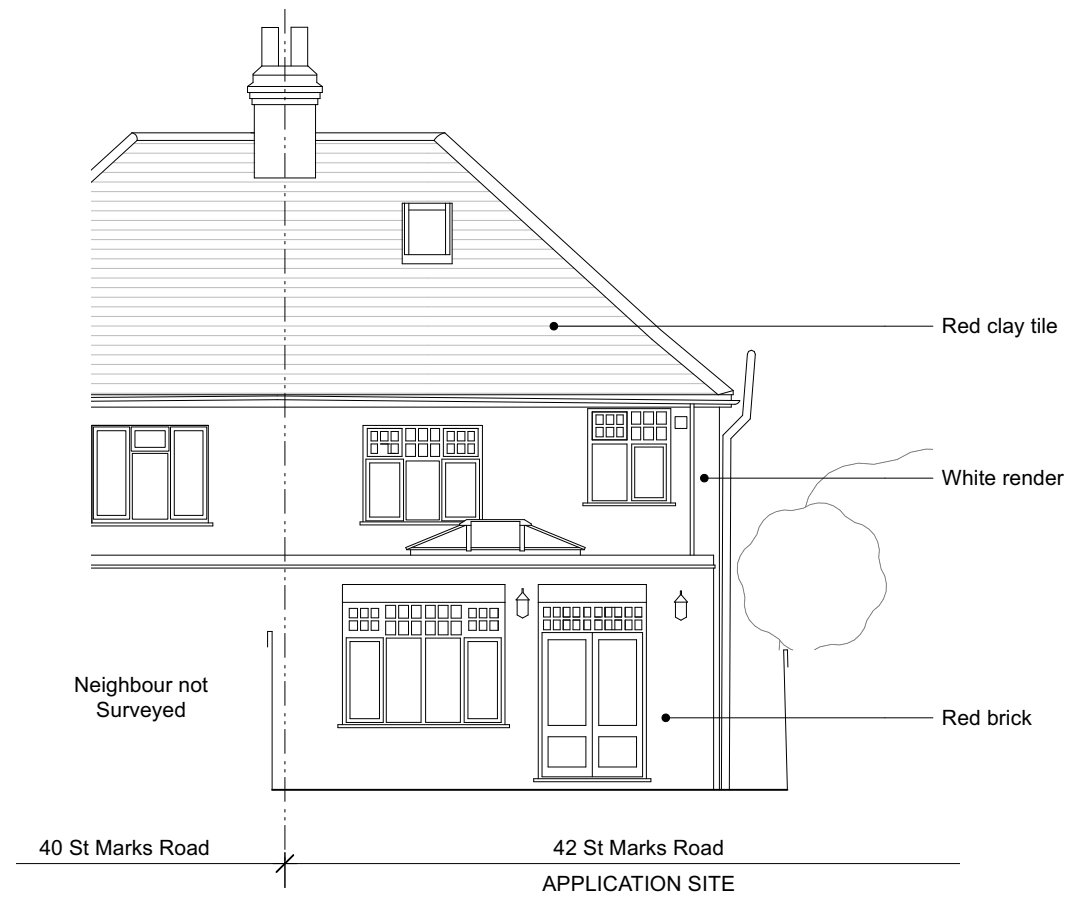 Red clay tile
White render
Neighbour not
Surveyed
Red brick
40 St Marks Road
42 St Marks Road
APPLICATION SITE